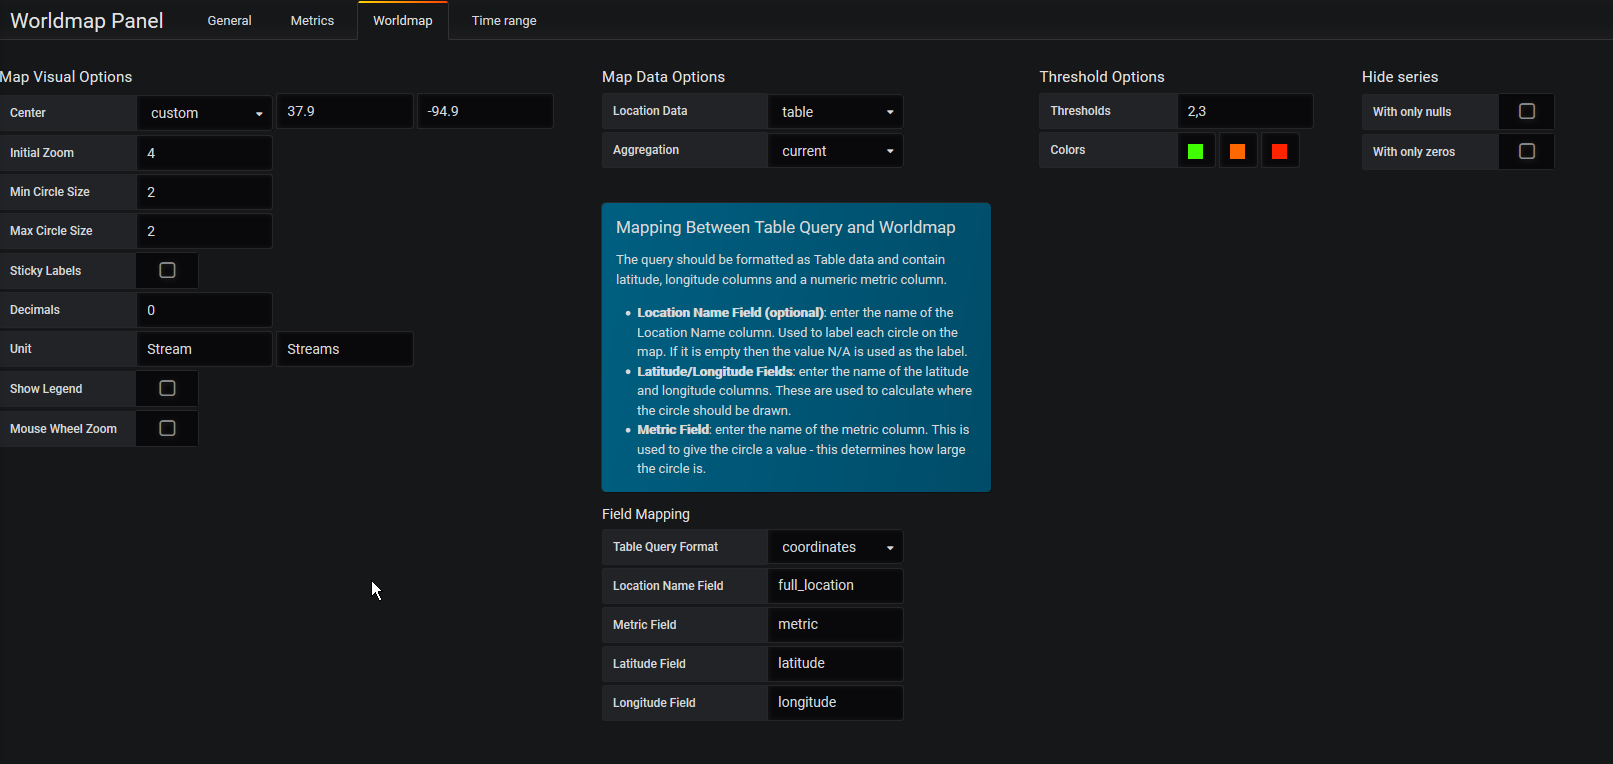 Worldmap Panel General Metrics Worldmap Time range
Map Visual Options
Center custom 37.9 -94.9
Initial Zoom 4
Min Circle Size 2
Max Circle Size 2
Sticky Labels
Decimals 0
Unit Stream Streams
Show Legend
Mouse Wheel Zoom
Map Data Options
Location Data table
Aggregation current
Mapping Between Table Query and Worldmap
The query should be formatted as Table data and contain
latitude, longitude columns and a numeric metric column.
• Location Name Field (optional): enter the name of the
Location Name column. Used to label each circle on the
map. If it is empty then the value N/A is used as the label.
• Latitude/Longitude Fields: enter the name of the latitude
and longitude columns. These are used to calculate where
the circle should be drawn.
• Metric Field: enter the name of the metric column. This is
used to give the circle a value - this determines how large
the circle is.
Field Mapping
Table Query Format coordinates
Location Name Field full_location
Metric Field metric
Latitude Field latitude
Longitude Field longitude
Threshold Options
Thresholds 2,3
Colors
Hide series
With only nulls
With only zeros